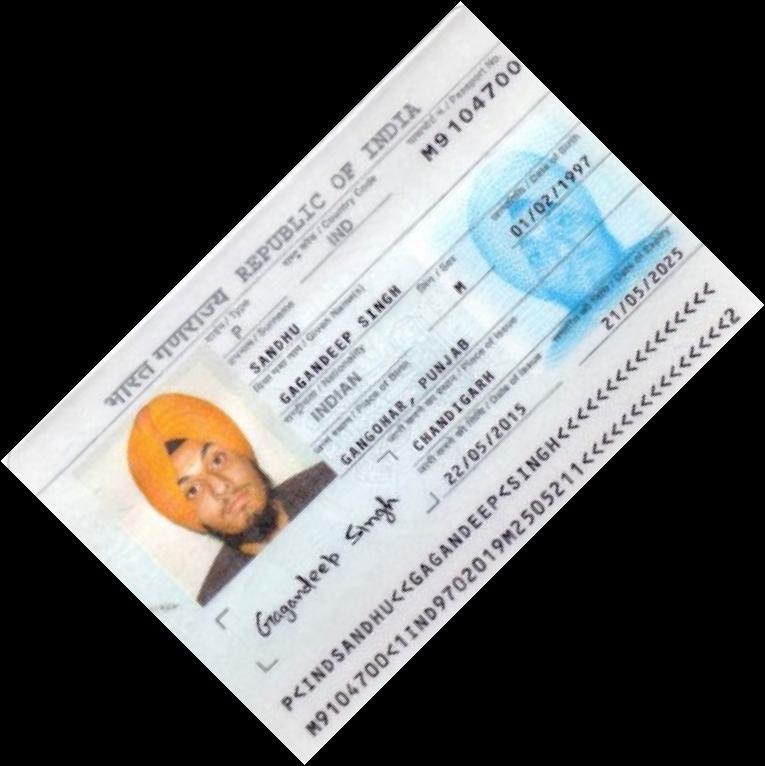 भारत गणराज्य REPUBLIC OF INDIA
टाईप / Type
P
राष्ट्र कोड / Country Code
IND
पासपोर्ट न. / Passport No.
M9104700
उपनाम / Surname
SANDHU
दिया गया नाम / Given Name(s)
GAGANDEEP SINGH
राष्ट्रीयता / Nationality
INDIAN
लिंग / Sex
M
जन्मतिथि / Date of Birth
01/02/1997
जन्म स्थान / Place of Birth
GANGOHAR, PUNJAB
जारी करने का स्थान / Place of Issue
CHANDIGARH
जारी करने की तिथि / Date of Issue
22/05/2015
समाप्ति की तिथि / Date of Expiry
21/05/2025
Gagandeep Singh
P<INDSANDHU<<GAGANDEEP<SINGH<<<<<<<<<<<<<<<<
M9104700<1IND9702019M2505211<<<<<<<<<<<<<<<2